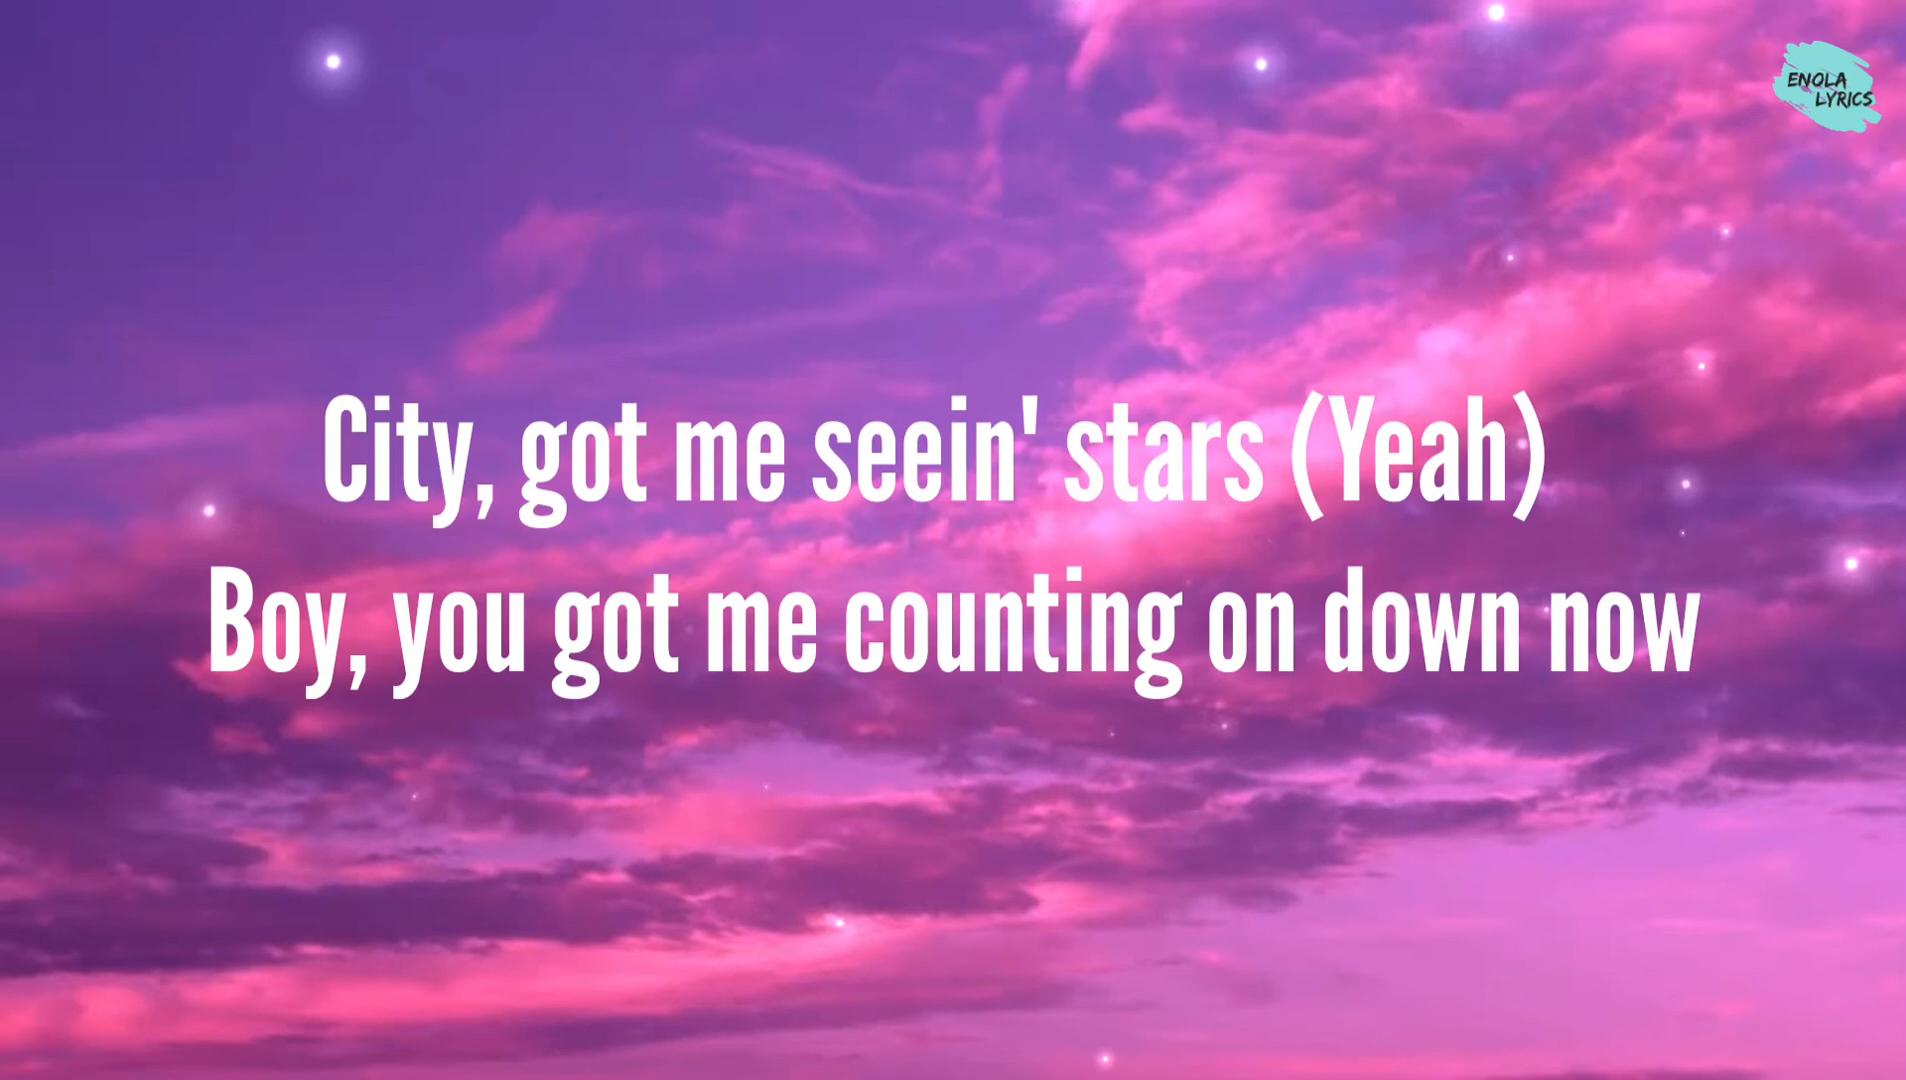 ENOLA
LYRICS
City, got me seein' stars (Yeah)
Boy, you got me counting on down now